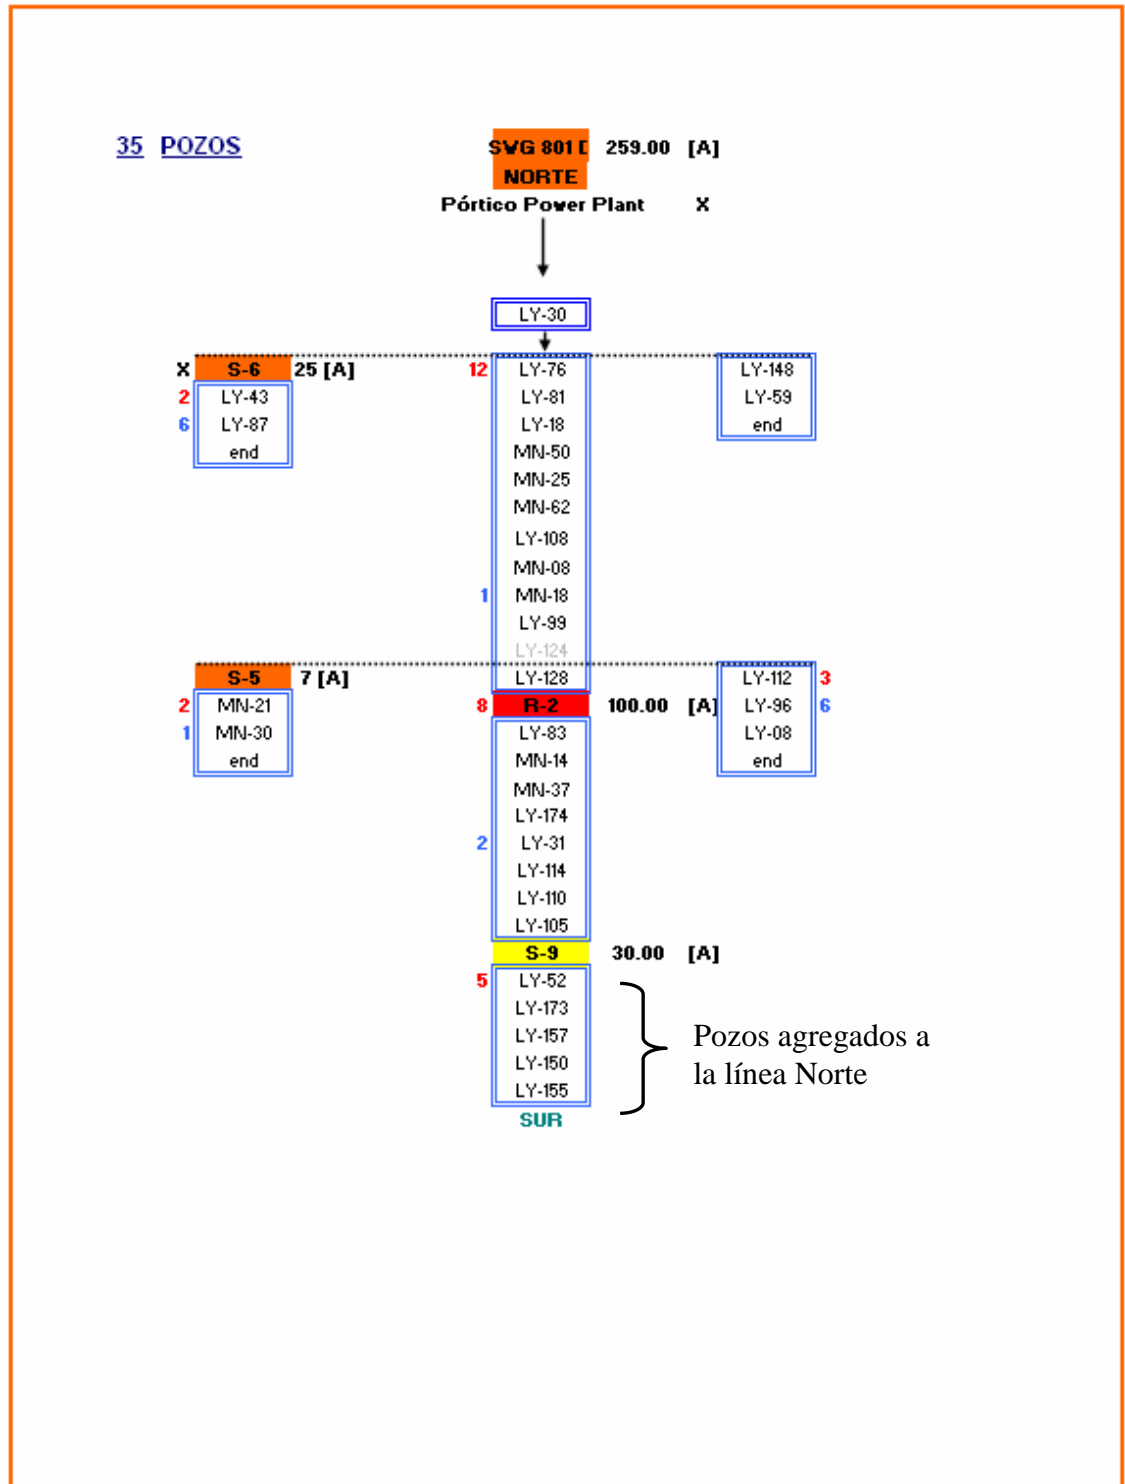 35 POZOS
SWG 801 [ 259.00 [A]
NORTE
Pórtico Power Plant X
LY-30
X S-6 25 [A]
2 LY-43
6 LY-87
end
12 LY-76
LY-81
LY-18
MN-50
MN-25
MN-62
LY-108
MN-08
1 MN-18
LY-99
LY-124
LY-128
LY-148
LY-59
end
S-5 7 [A]
2 MN-21
1 MN-30
end
8 R-2 100.00 [A]
LY-83
MN-14
MN-37
LY-174
2 LY-31
LY-114
LY-110
LY-105
LY-112 3
LY-96 6
LY-08
end
S-9 30.00 [A]
5 LY-52
LY-173
LY-157
LY-150
LY-155
SUR
Pozos agregados a
la línea Norte